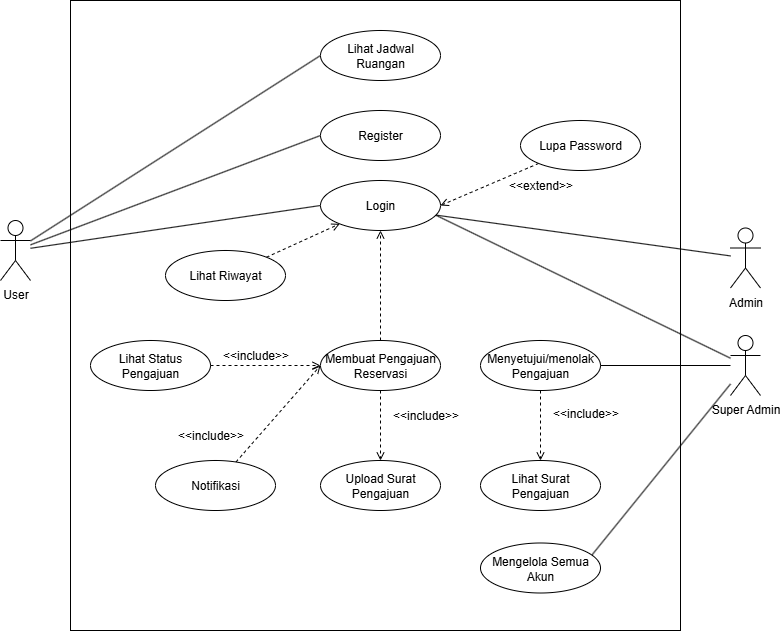 Lihat Jadwal
Ruangan
Register
Lupa Password
<<extend>>
Login
User
Lihat Riwayat
Admin
Lihat Status
Pengajuan
<<include>>
Membuat Pengajuan
Reservasi
Menyetujui/menolak
Pengajuan
Super Admin
<<include>>
<<include>>
<<include>>
Notifikasi
Upload Surat
Pengajuan
Lihat Surat
Pengajuan
Mengelola Semua
Akun